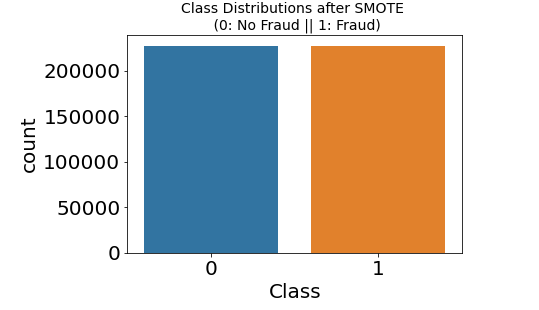 Class Distributions after SMOTE
(0: No Fraud || 1: Fraud)
200000
150000
100000
50000
0
count
0 1
Class